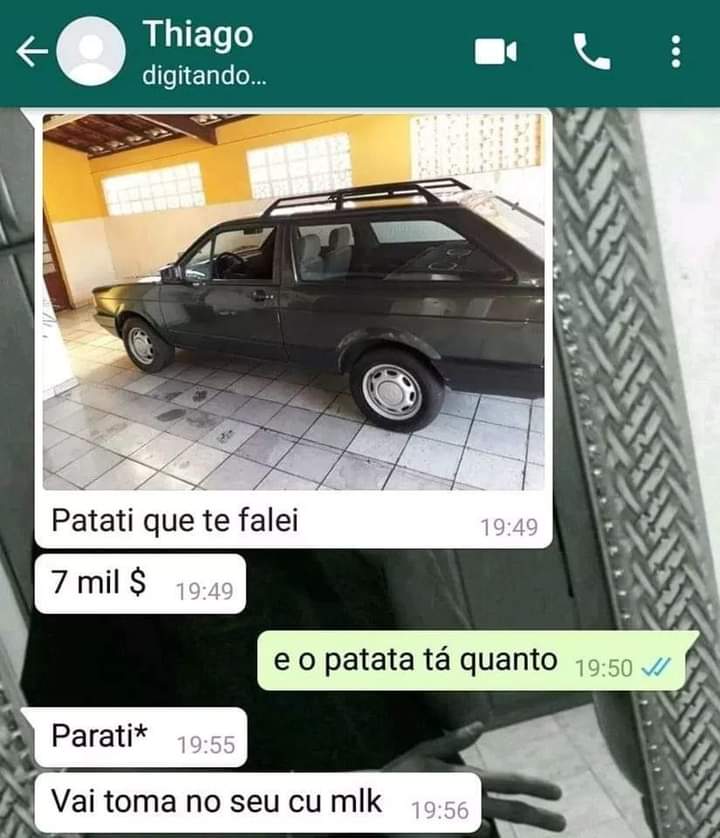 Thiago
digitando...
Patati que te falei
19:49
7 mil $
19:49
e o patata tá quanto
19:50
Parati*
19:55
Vai toma no seu cu mlk
19:56